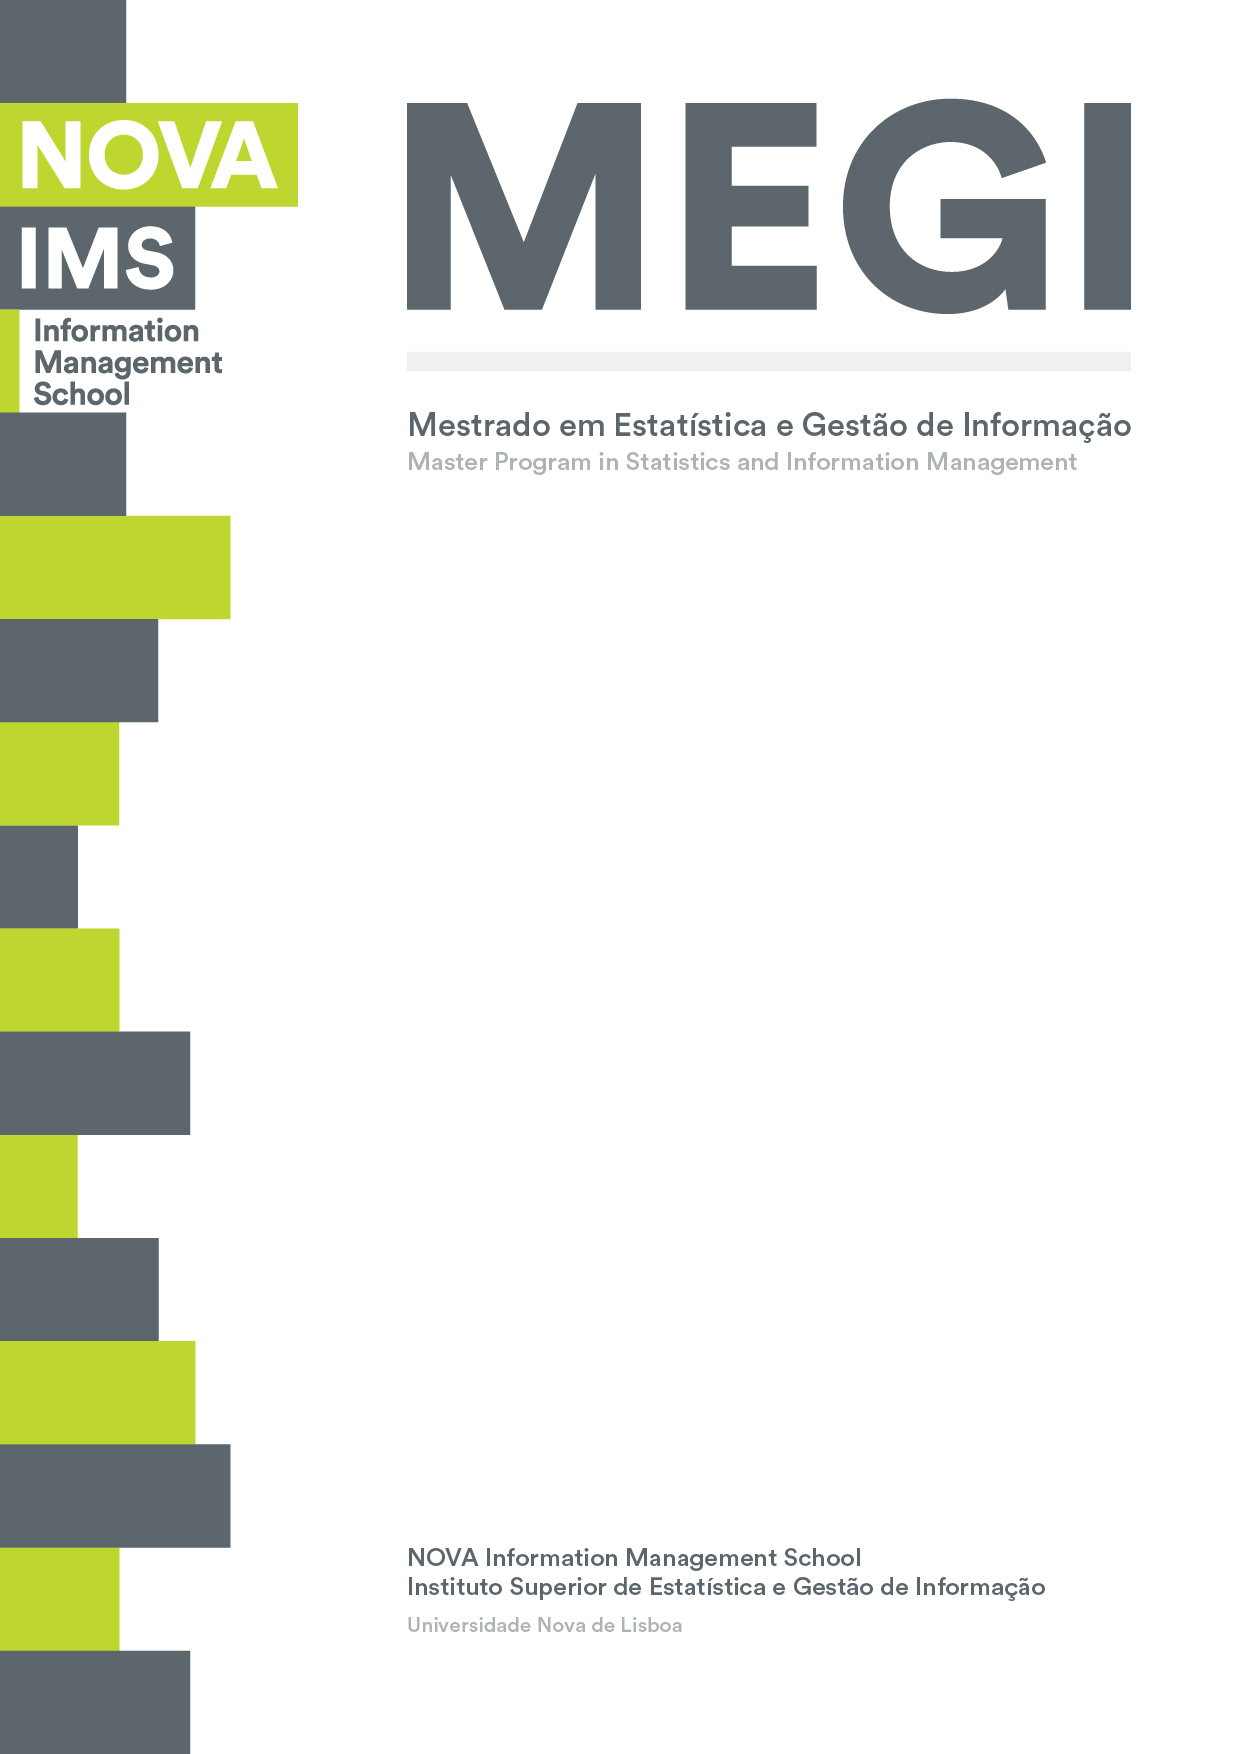 NOVA
IMS
Information
Management
School
MEGI
Mestrado em Estatística e Gestão de Informação
Master Program in Statistics and Information Management
NOVA Information Management School
Instituto Superior de Estatística e Gestão de Informação
Universidade Nova de Lisboa